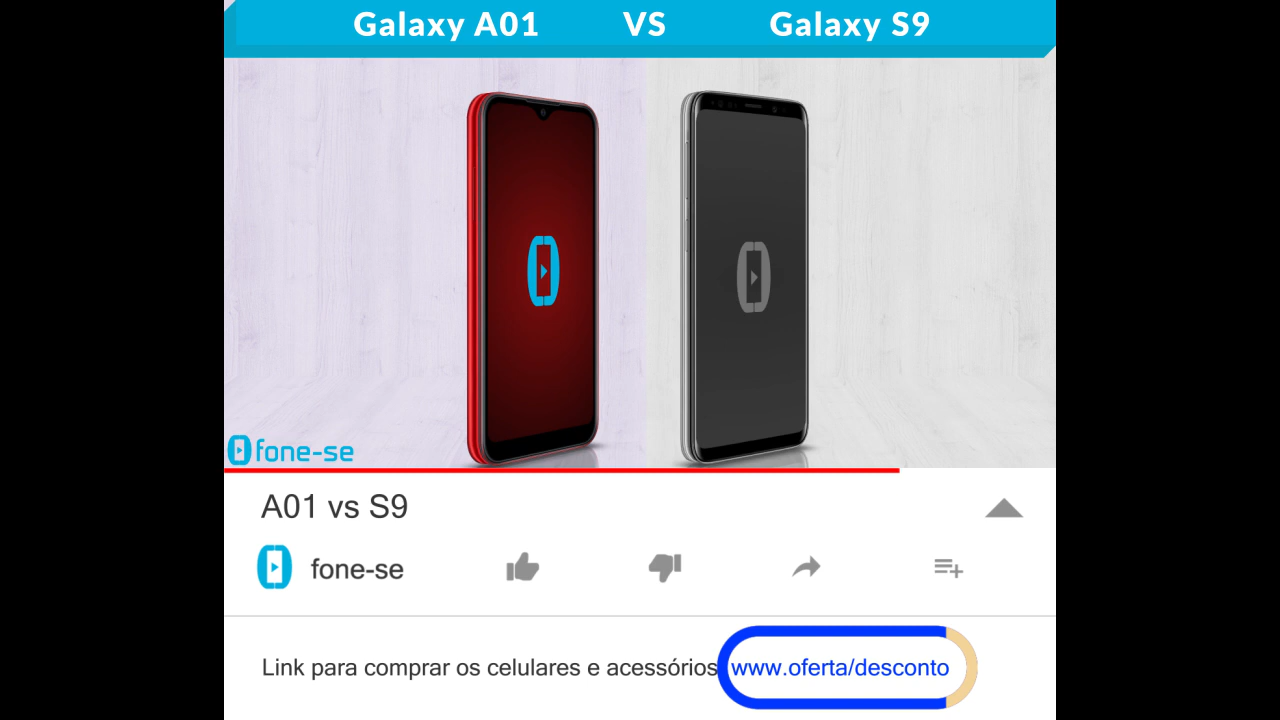 Galaxy A01 VS Galaxy S9
fone-se
A01 vs S9
fone-se
Link para comprar os celulares e acessórios www.oferta/desconto